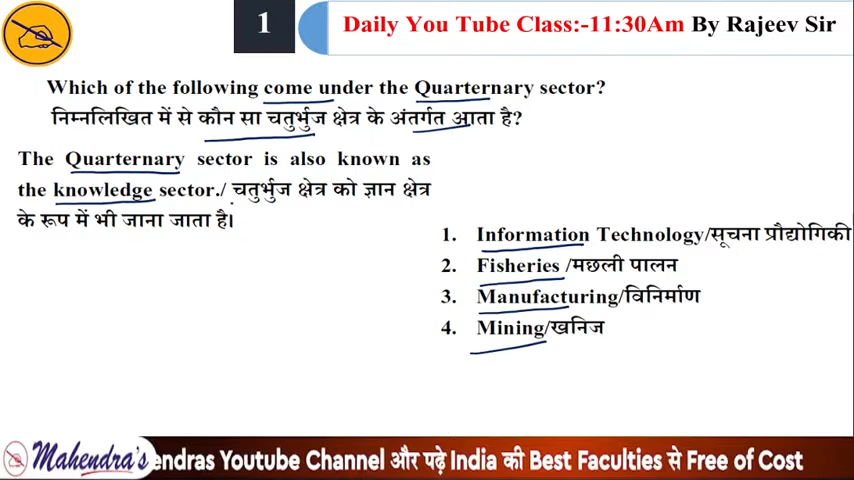 1
Daily You Tube Class:-11:30Am By Rajeev Sir
Which of the following come under the Quarternary sector?
निम्नलिखित में से कौन सा चतुर्भुज क्षेत्र के अंतर्गत आता है?
The Quarternary sector is also known as
the knowledge sector./ चतुर्भुज क्षेत्र को ज्ञान क्षेत्र
के रूप में भी जाना जाता है।
1. Information Technology/सूचना प्रौद्योगिकी
2. Fisheries /मछली पालन
3. Manufacturing/विनिर्माण
4. Mining/खनिज
Mahendra's
endras Youtube Channel और पढ़े India की Best Faculties से Free of Cost